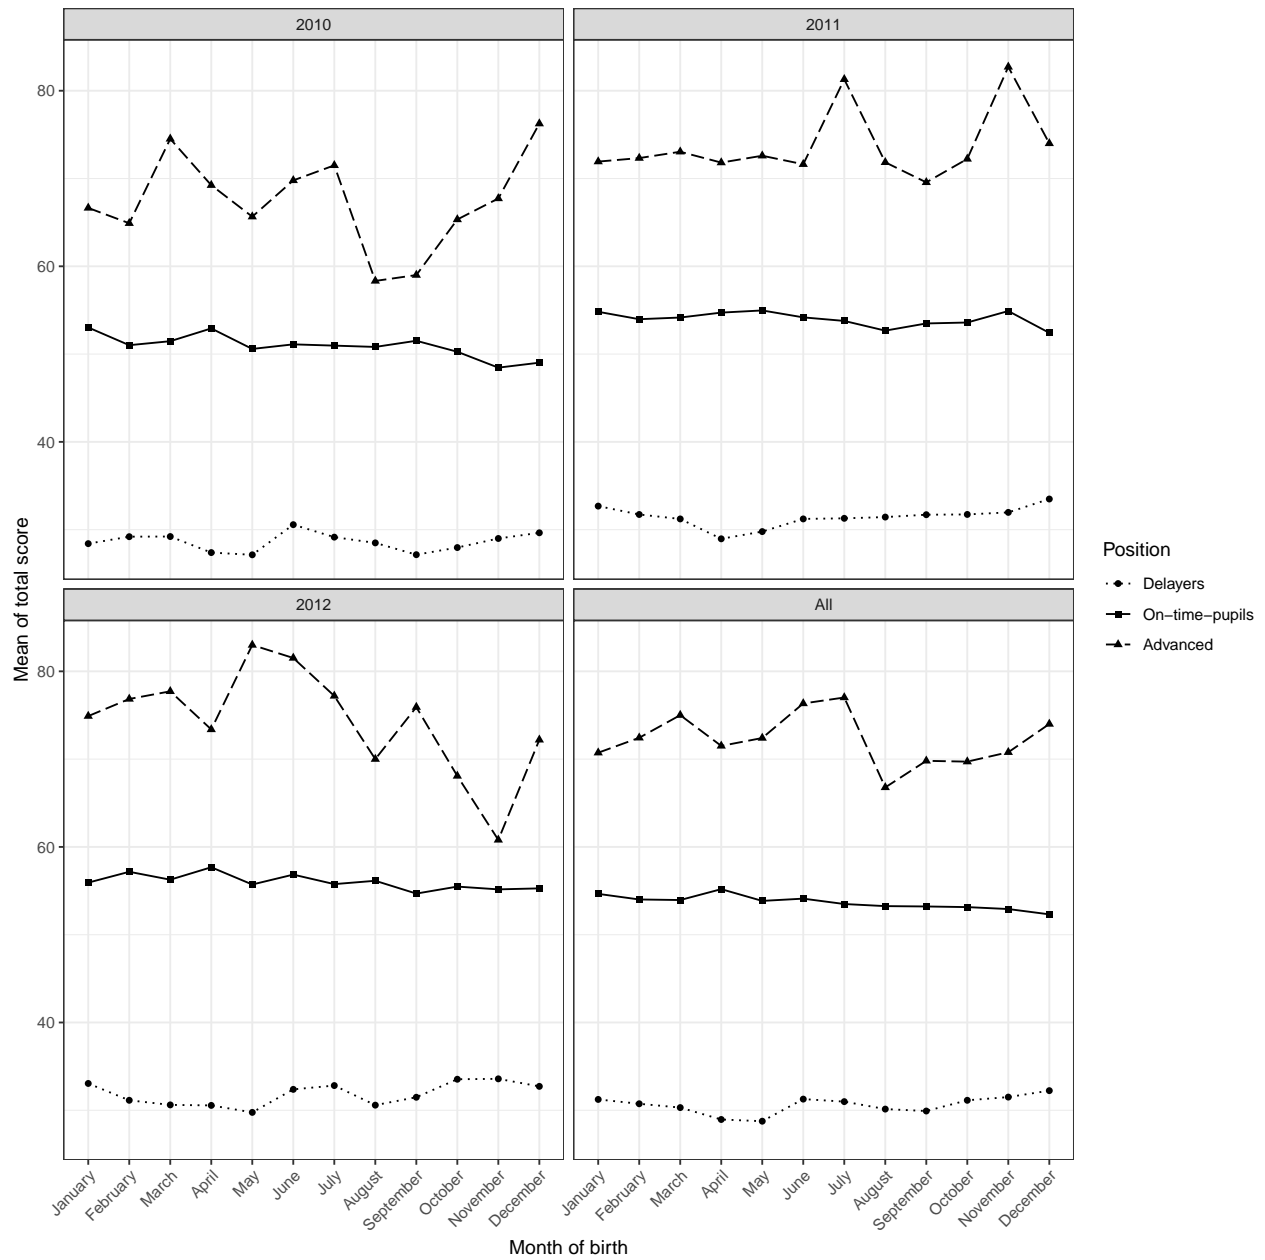 2010
2011
80
60
40
2012
All
80
60
40
Mean of total score
January
February
March
April
May
June
July
August
September
October
November
December
January
February
March
April
May
June
July
August
September
October
November
December
Month of birth
Position
Delayers
On−time−pupils
Advanced